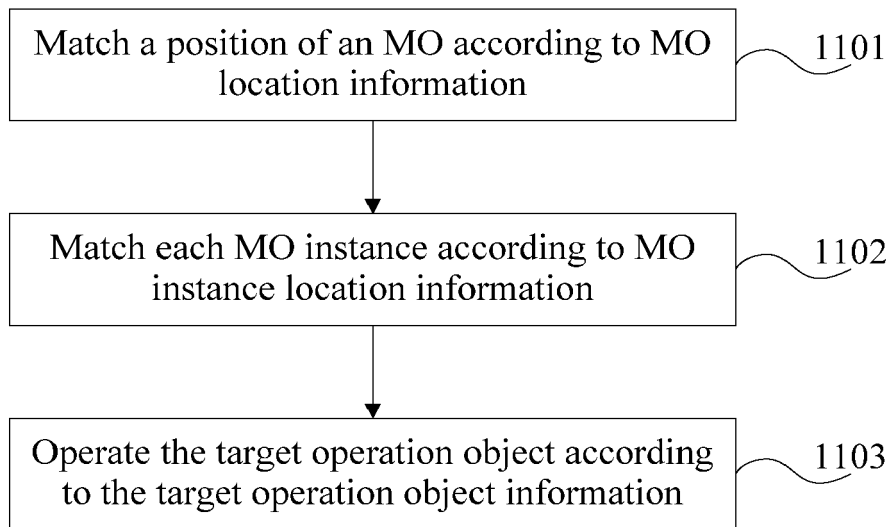 Match a position of an MO according to MO
location information
1101
Match each MO instance according to MO
instance location information
1102
Operate the target operation object according
to the target operation object information
1103